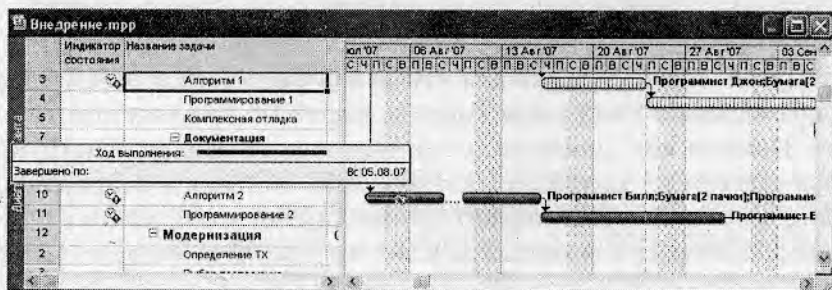 Внедрение.mpp
Индикатор состояния
Название задачи
юл '07
06 Авг '07
13 Авг '07
20 Авг '07
27 Авг '07
03 Сен
С Ч П С В П В С Ч П С В П В С Ч П С В П В С Ч П С В П В С Ч П С В П В С
3 Алгоритм 1
Программист Джон;Бумага[2
4 Программирование 1
5 Комплексная отладка
7 Документация
Ход выполнения:
Завершено по: Вс 05.08.07
10 Алгоритм 2
Программист Билл;Бумага[2 пачки];Программи
11 Программирование 2
Программист Б
12 Модернизация
2 Определение ТХ